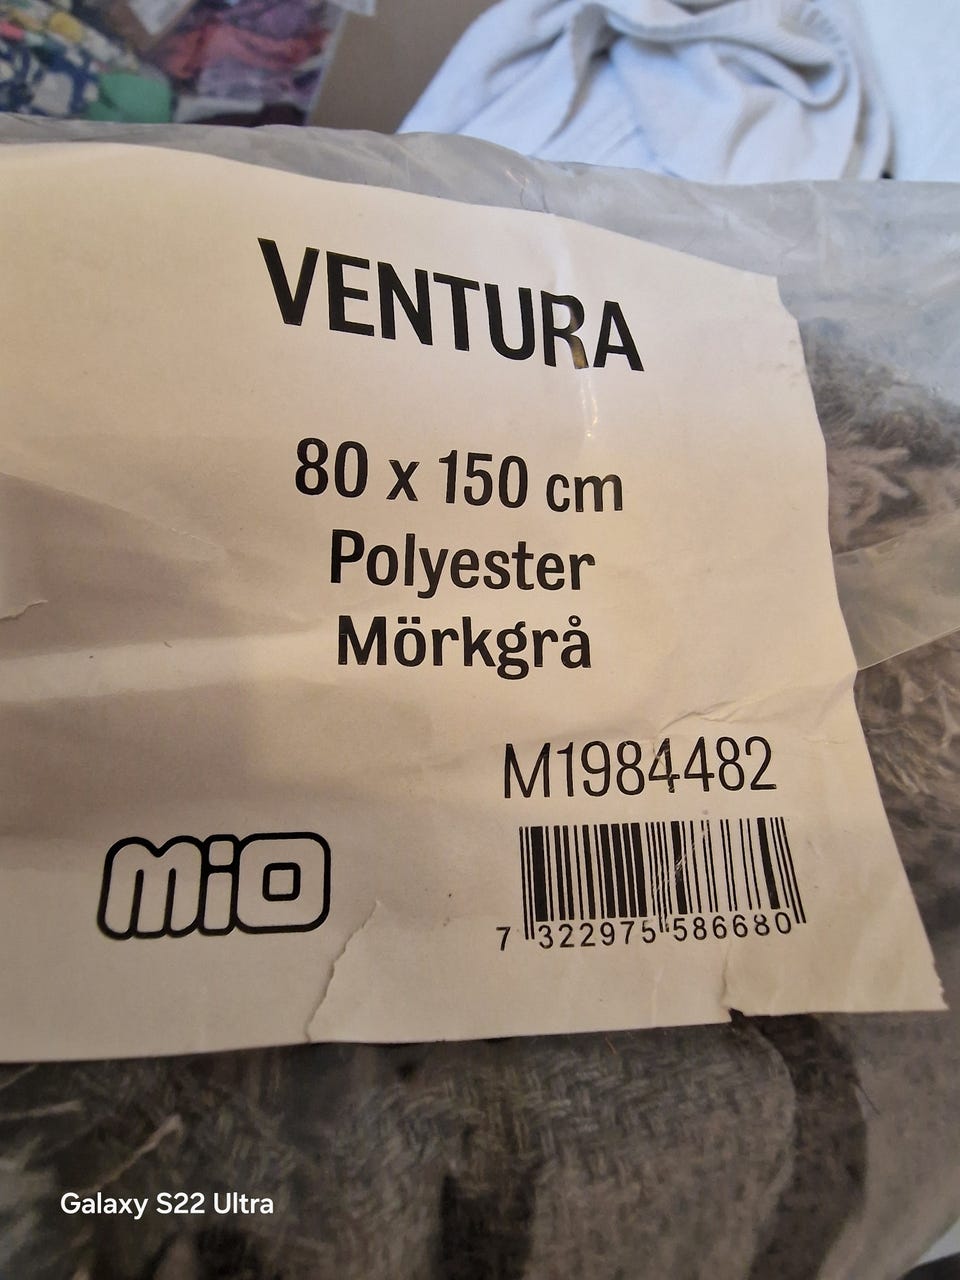 VENTURA
80 x 150 cm
Polyester
Mörkgrå
M1984482
mio
7 322975 586680
Galaxy S22 Ultra